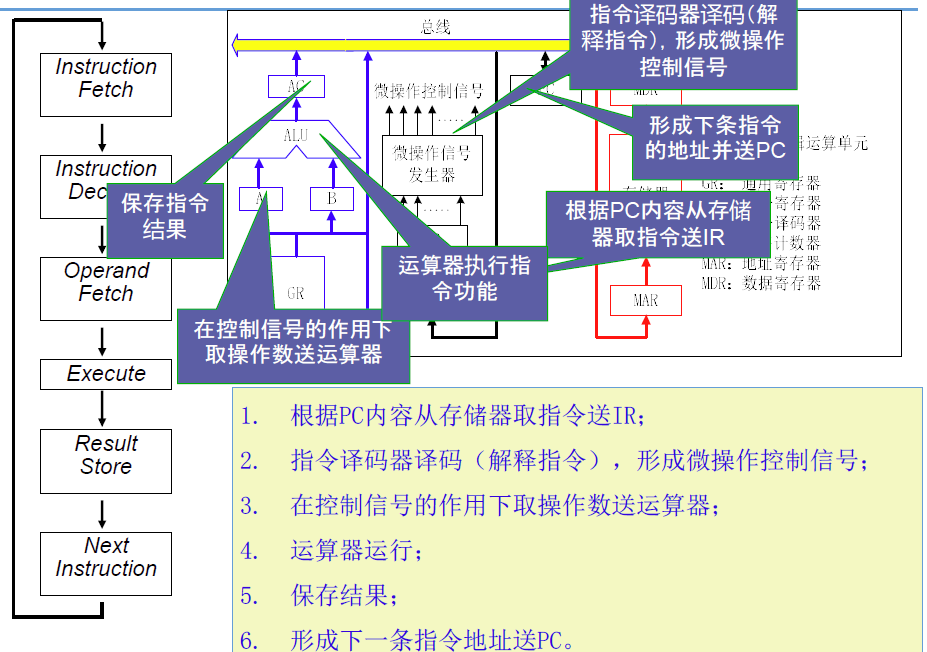 Instruction
Fetch
Instruction
Dec
Operand
Fetch
Execute
Result
Store
Next
Instruction
总线
AC
ALU
A
B
GR
微操作控制信号
......
微操作信号
发生器
......
指令译码器译码(解
释指令)，形成微操作
控制信号
MDR
形成下条指令
的地址并送PC
运算单元
存储器
GR： 通用寄存器
寄存器
译码器
计数器
MAR：地址寄存器
MDR：数据寄存器
MAR
保存指令
结果
根据PC内容从存储
器取指令送IR
运算器执行指
令功能
在控制信号的作用下
取操作数送运算器
1. 根据PC内容从存储器取指令送IR；
2. 指令译码器译码（解释指令），形成微操作控制信号；
3. 在控制信号的作用下取操作数送运算器；
4. 运算器运行；
5. 保存结果；
6. 形成下一条指令地址送PC。